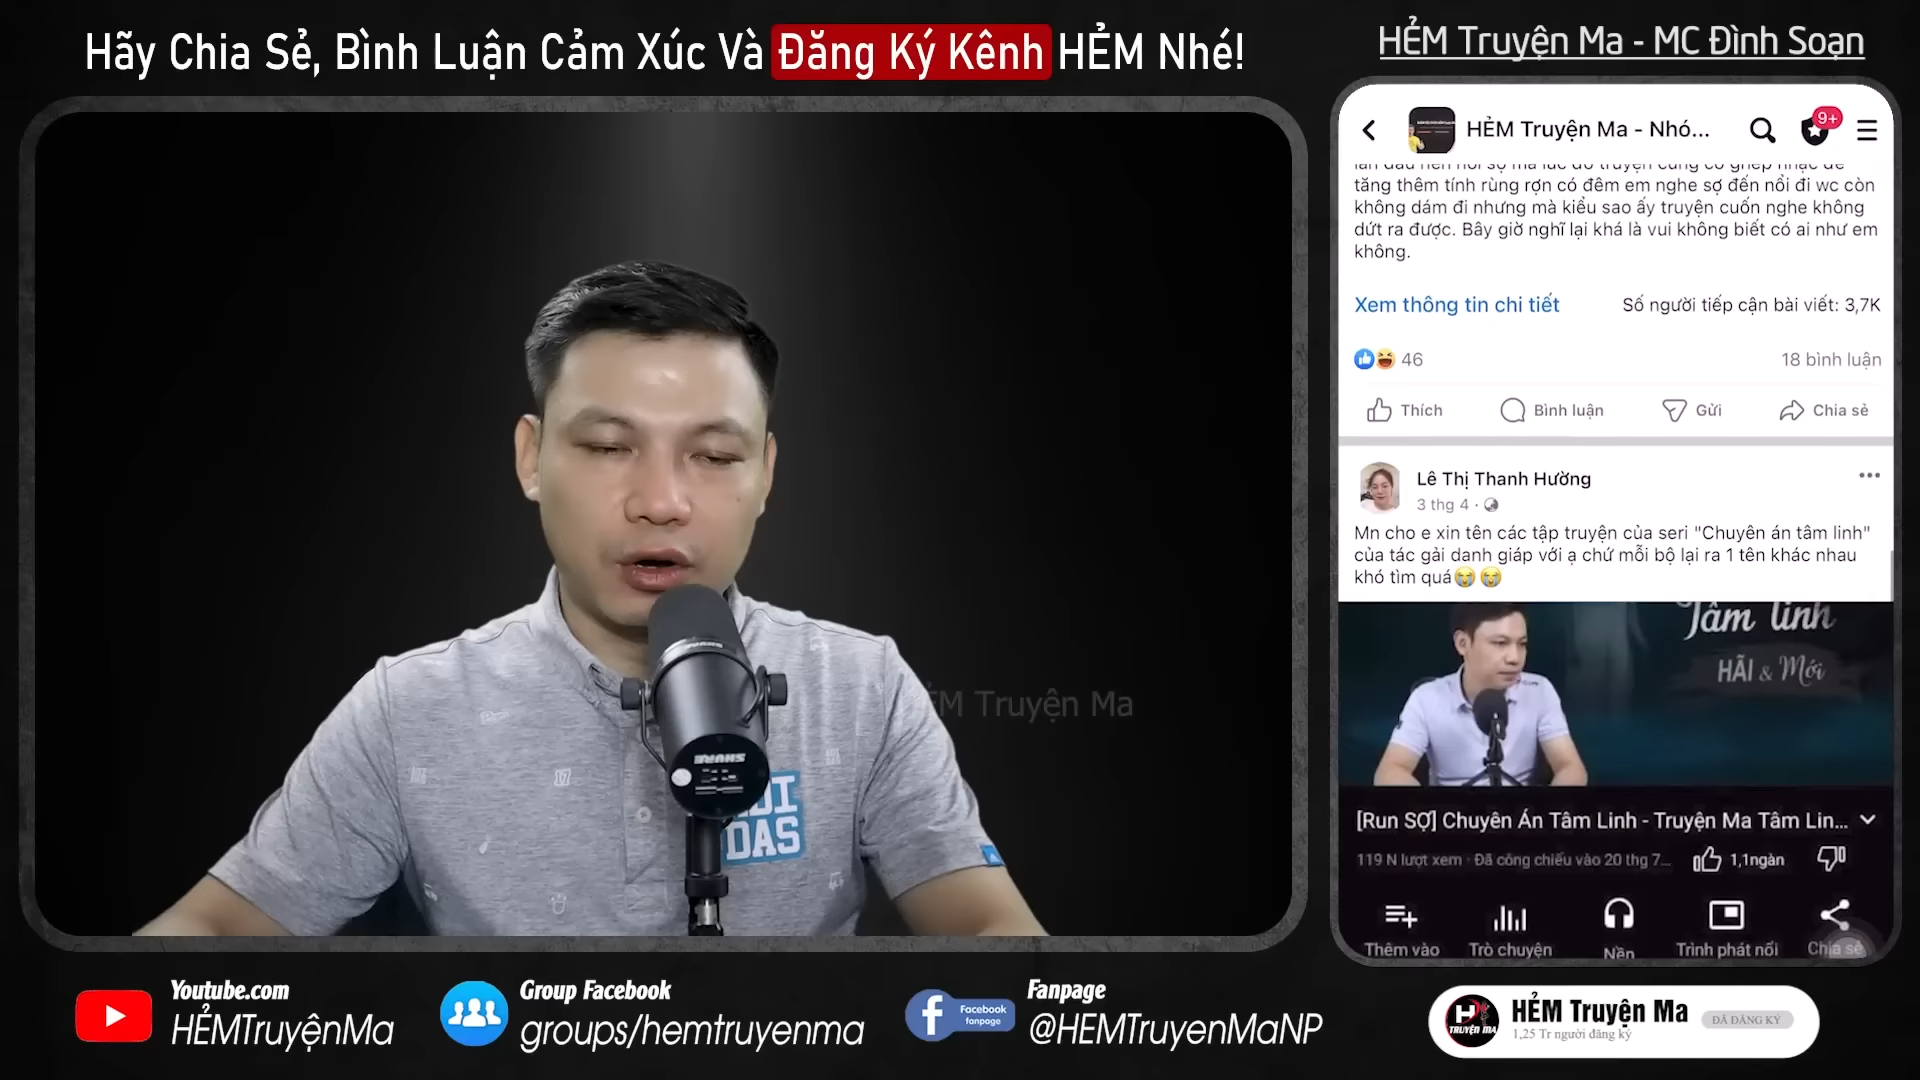 Hãy Chia Sẻ, Bình Luận Cảm Xúc Và Đăng Ký Kênh HẺM Nhé!
HẺM Truyện Ma - MC Đình Soạn
HẺM Truyện Ma - Nhó...
9+
tăng thêm tính rùng rợn có đêm em nghe sợ đến nổi đi wc còn
không dám đi nhưng mà kiểu sao ấy truyện cuốn nghe không
dứt ra được. Bây giờ nghĩ lại khá là vui không biết có ai như em
không.
Xem thông tin chi tiết
Số người tiếp cận bài viết: 3,7K
46
18 bình luận
Thích
Bình luận
Gửi
Chia sẻ
Lê Thị Thanh Hường
3 thg 4
Mn cho e xin tên các tập truyện của seri "Chuyên án tâm linh"
của tác gải danh giáp với ạ chứ mỗi bộ lại ra 1 tên khác nhau
khó tìm quá😭😭
Tâm linh
HÃI & Mới
[Run SỢ] Chuyên Án Tâm Linh - Truyện Ma Tâm Lin...
119 N lượt xem · Đã công chiếu vào 20 thg 7...
1,1ngàn
Thêm vào
Trò chuyện
Nền
Trình phát nổi
Chia sẻ
HẺM Truyện Ma
SHURE
SHURE
DAS
Youtube.com
HẺMTruyệnMa
Group Facebook
groups/hemtruyenma
Facebook
fanpage
Fanpage
@HEMTruyenMaNP
H
TRUYỆN MA
HẺM Truyện Ma
1,25 Tr người đăng ký
ĐÃ ĐĂNG KÝ